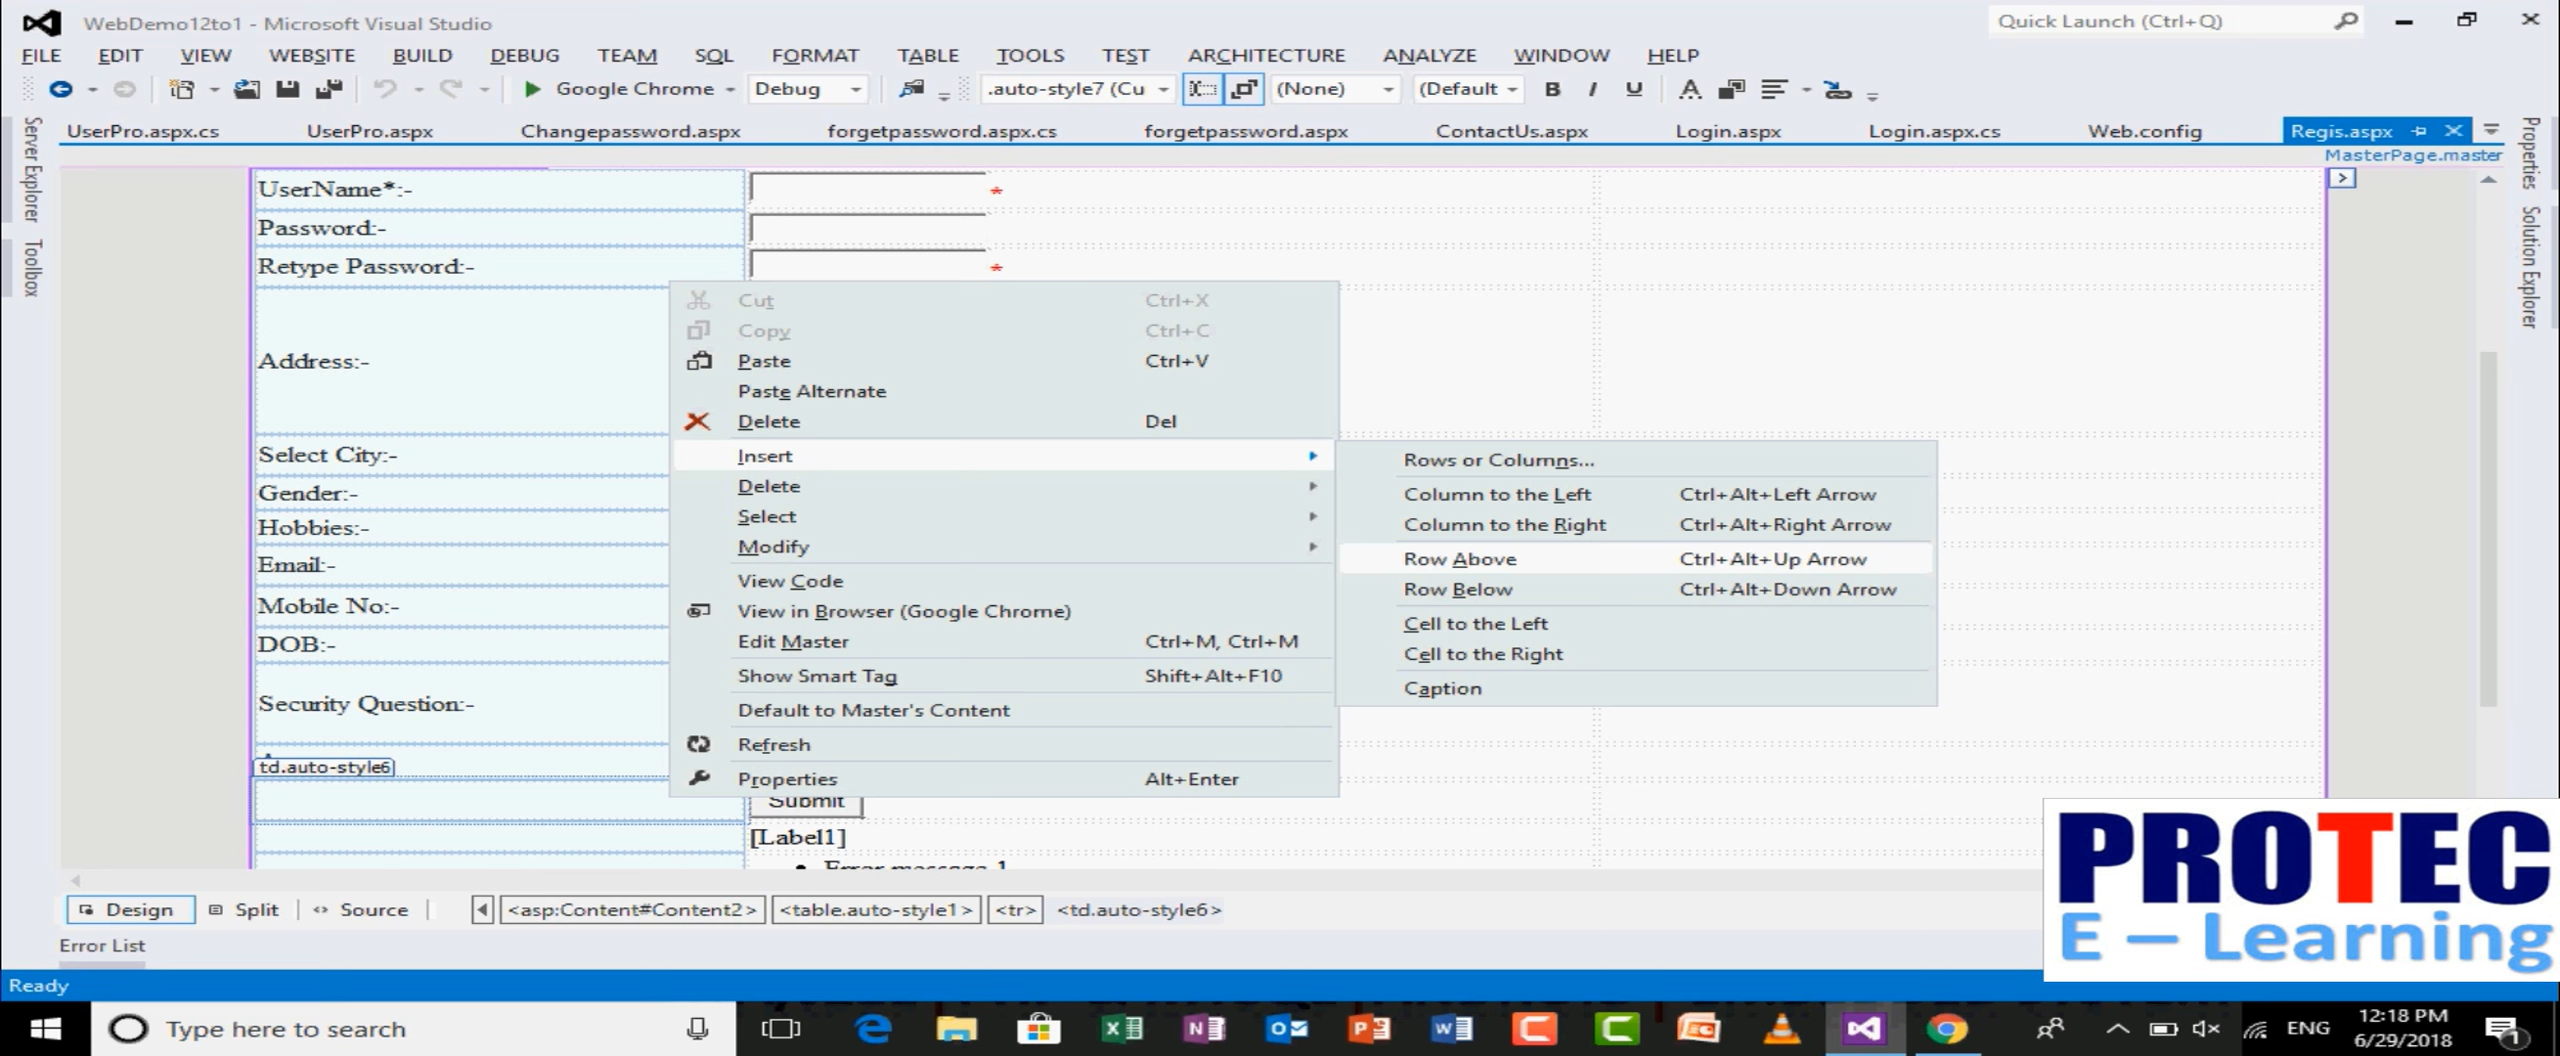 WebDemo12to1 - Microsoft Visual Studio
Quick Launch (Ctrl+Q)
FILE EDIT VIEW WEBSITE BUILD DEBUG TEAM SQL FORMAT TABLE TOOLS TEST ARCHITECTURE ANALYZE WINDOW HELP
Google Chrome Debug .auto-style7 (Cu (None) (Default B I U A
UserPro.aspx.cs UserPro.aspx Changepassword.aspx forgetpassword.aspx.cs forgetpassword.aspx ContactUs.aspx Login.aspx Login.aspx.cs Web.config Regis.aspx
MasterPage.master
Server Explorer
Toolbox
Properties
Solution Explorer
UserName*:- *
Password:-
Retype Password:- *
Address:-
Select City:-
Gender:-
Hobbies:-
Email:-
Mobile No:-
DOB:-
Security Question:-
td.auto-style6
Cut Ctrl+X
Copy Ctrl+C
Paste Ctrl+V
Paste Alternate
Delete Del
Insert
Delete
Select
Modify
View Code
View in Browser (Google Chrome)
Edit Master Ctrl+M, Ctrl+M
Show Smart Tag Shift+Alt+F10
Default to Master's Content
Refresh
Properties Alt+Enter
Rows or Columns...
Column to the Left Ctrl+Alt+Left Arrow
Column to the Right Ctrl+Alt+Right Arrow
Row Above Ctrl+Alt+Up Arrow
Row Below Ctrl+Alt+Down Arrow
Cell to the Left
Cell to the Right
Caption
Submit
[Label1]
Error message 1
PROTEC
E – Learning
Design Split Source <asp:Content#Content2> <table.auto-style1> <tr> <td.auto-style6>
Error List
Ready
Type here to search
ENG
12:18 PM
6/29/2018
1